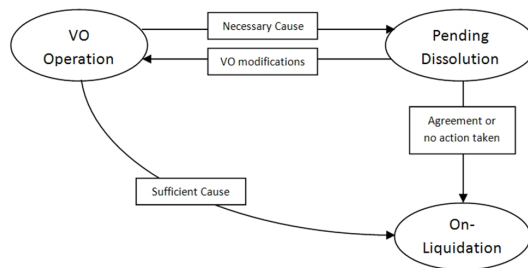 VO
Operation
Necessary Cause
Pending
Dissolution
VO modifications
Agreement or
no action taken
Sufficient Cause
On-
Liquidation